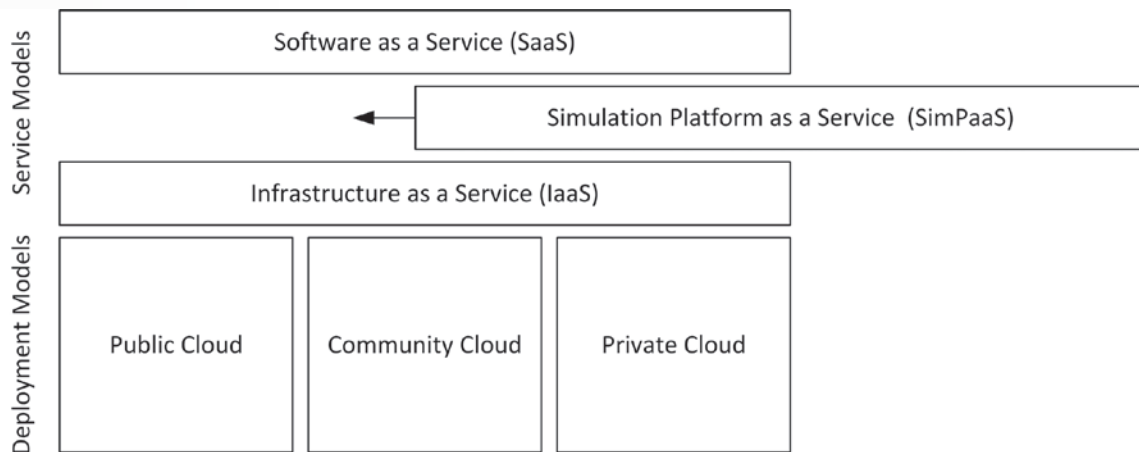 Service Models
Software as a Service (SaaS)
Simulation Platform as a Service (SimPaaS)
Infrastructure as a Service (IaaS)
Deployment Models
Public Cloud
Community Cloud
Private Cloud